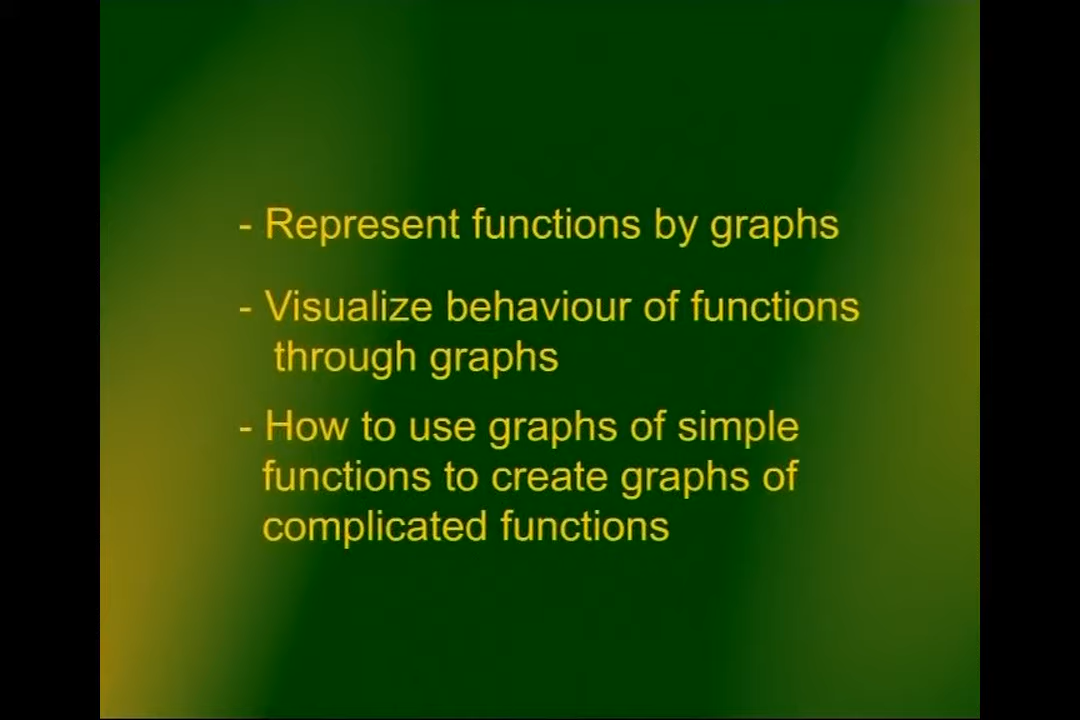 - Represent functions by graphs
- Visualize behaviour of functions
through graphs
- How to use graphs of simple
functions to create graphs of
complicated functions